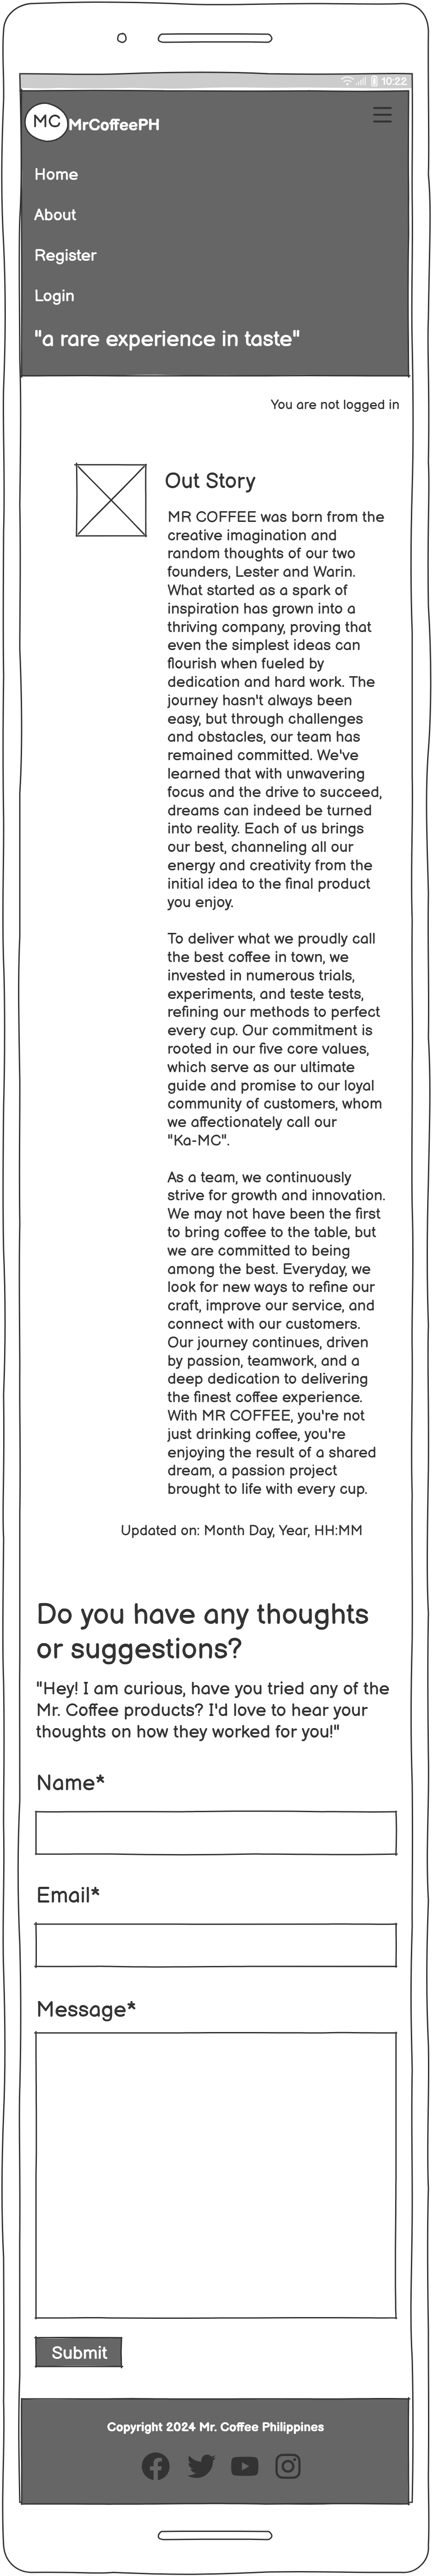 10:22
MC MrCoffeePH
Home
About
Register
Login
"a rare experience in taste"
You are not logged in
Out Story
MR COFFEE was born from the
creative imagination and
random thoughts of our two
founders, Lester and Warin.
What started as a spark of
inspiration has grown into a
thriving company, proving that
even the simplest ideas can
flourish when fueled by
dedication and hard work. The
journey hasn't always been
easy, but through challenges
and obstacles, our team has
remained committed. We've
learned that with unwavering
focus and the drive to succeed,
dreams can indeed be turned
into reality. Each of us brings
our best, channeling all our
energy and creativity from the
initial idea to the final product
you enjoy.
To deliver what we proudly call
the best coffee in town, we
invested in numerous trials,
experiments, and teste tests,
refining our methods to perfect
every cup. Our commitment is
rooted in our five core values,
which serve as our ultimate
guide and promise to our loyal
community of customers, whom
we affectionately call our
"Ka-MC".
As a team, we continuously
strive for growth and innovation.
We may not have been the first
to bring coffee to the table, but
we are committed to being
among the best. Everyday, we
look for new ways to refine our
craft, improve our service, and
connect with our customers.
Our journey continues, driven
by passion, teamwork, and a
deep dedication to delivering
the finest coffee experience.
With MR COFFEE, you're not
just drinking coffee, you're
enjoying the result of a shared
dream, a passion project
brought to life with every cup.
Updated on: Month Day, Year, HH:MM
Do you have any thoughts
or suggestions?
"Hey! I am curious, have you tried any of the
Mr. Coffee products? I'd love to hear your
thoughts on how they worked for you!"
Name*
Email*
Message*
Submit
Copyright 2024 Mr. Coffee Philippines